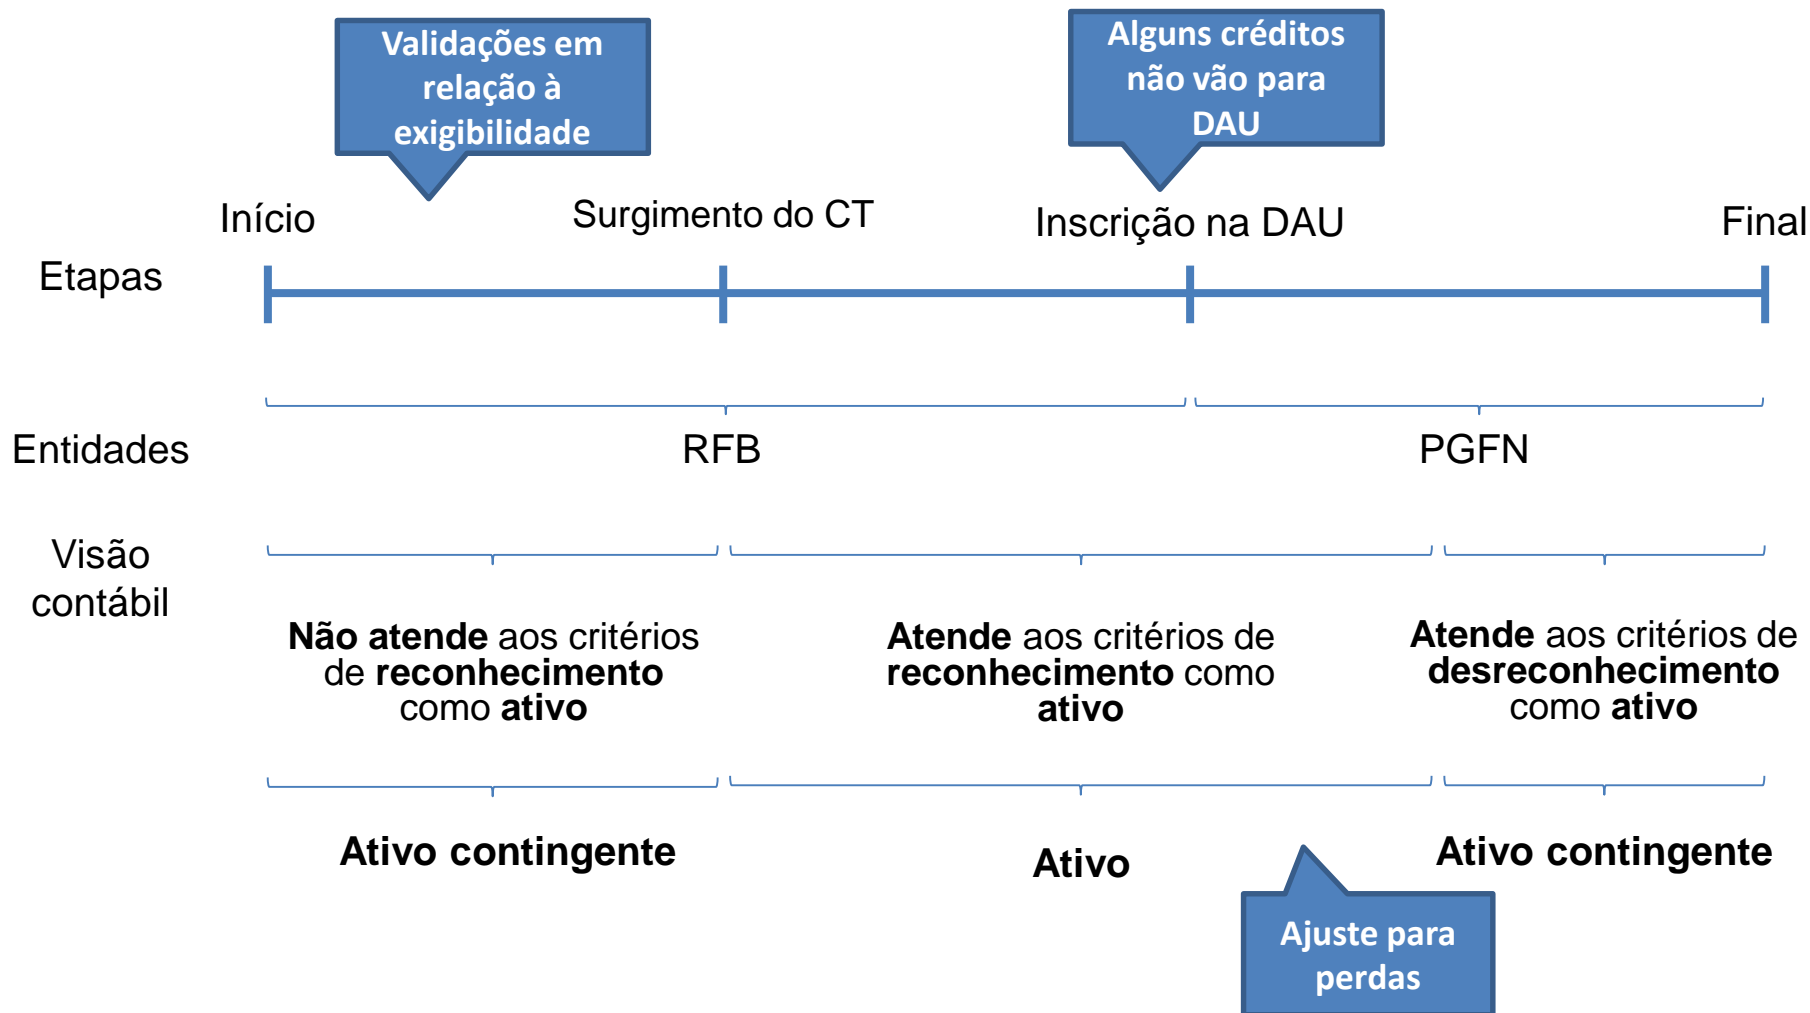 Validações em
relação à
exigibilidade
Alguns créditos
não vão para
DAU
Início
Surgimento do CT
Inscrição na DAU
Final
Etapas
Entidades
RFB
PGFN
Visão
contábil
Não atende aos critérios
de reconhecimento
como ativo
Atende aos critérios de
reconhecimento como
ativo
Atende aos critérios de
desreconhecimento
como ativo
Ativo contingente
Ativo
Ativo contingente
Ajuste para
perdas